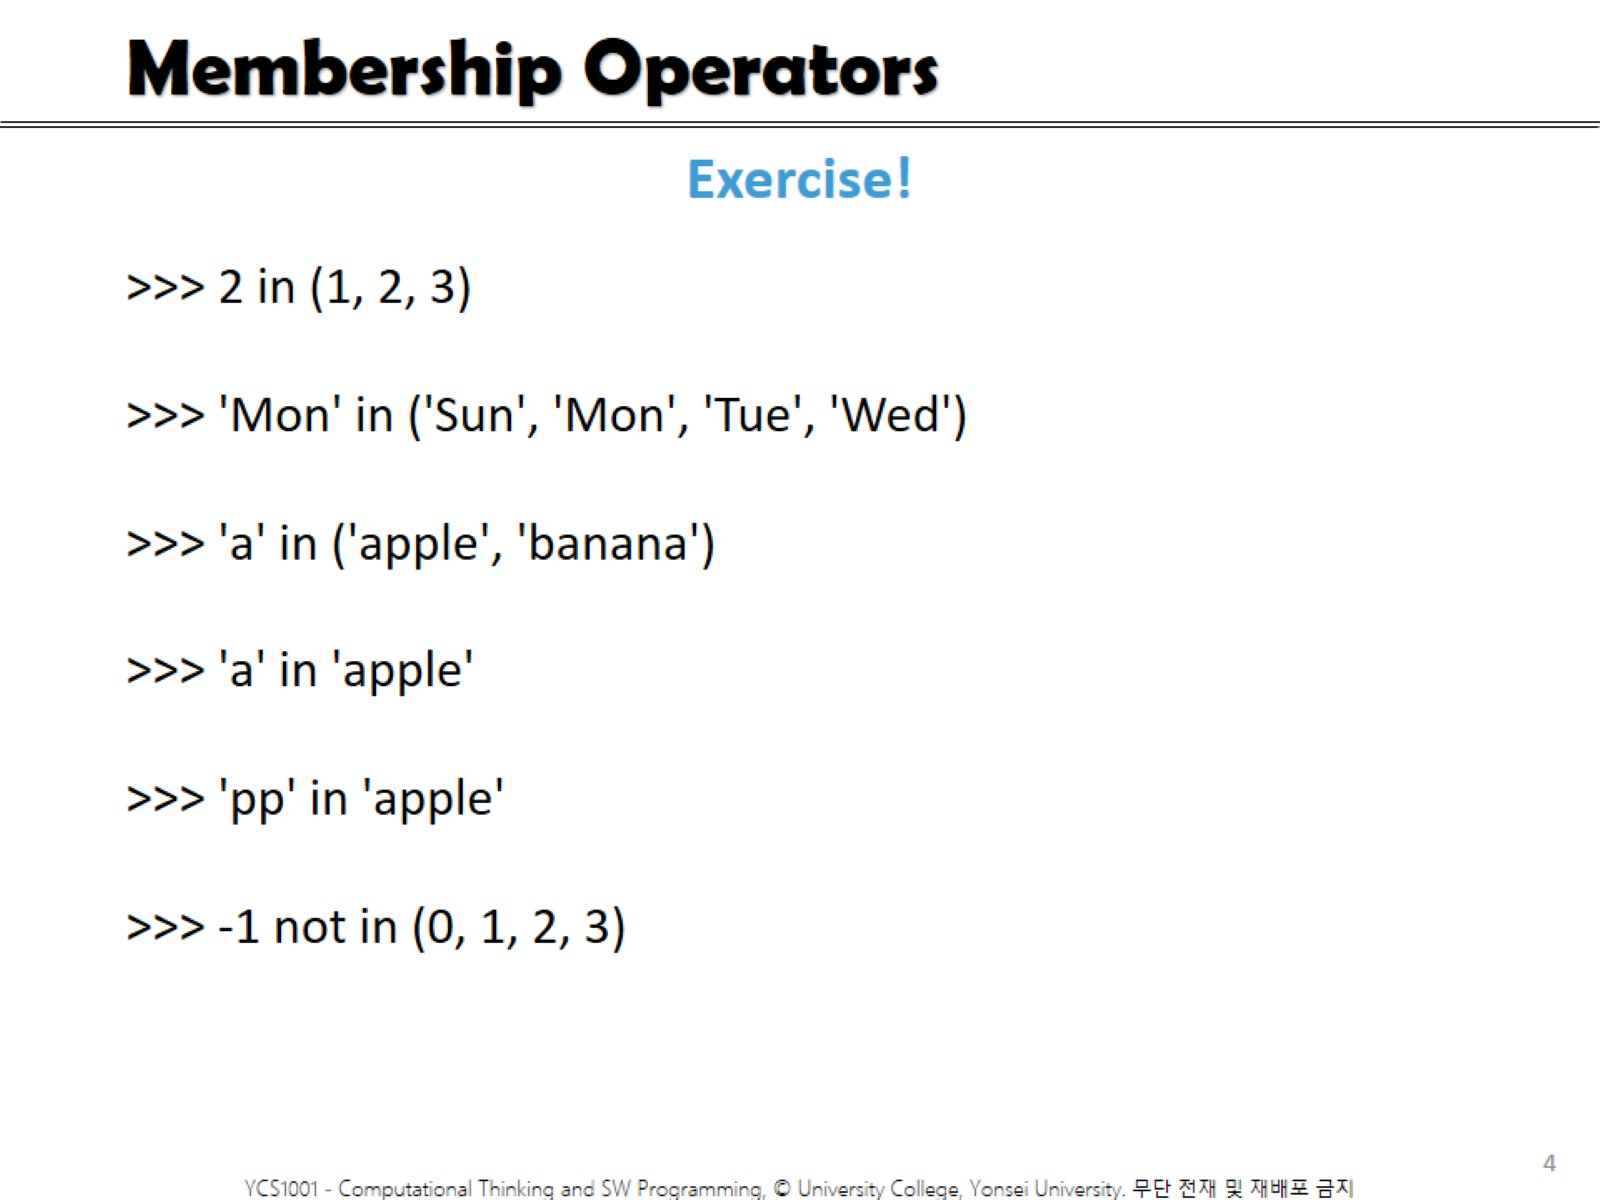 Membership Operators
Exercise!
>>> 2 in (1, 2, 3)
>>> 'Mon' in ('Sun', 'Mon', 'Tue', 'Wed')
>>> 'a' in ('apple', 'banana')
>>> 'a' in 'apple'
>>> 'pp' in 'apple'
>>> -1 not in (0, 1, 2, 3)
4
YCS1001 - Computational Thinking and SW Programming, © University College, Yonsei University. 무단 전재 및 재배포 금지